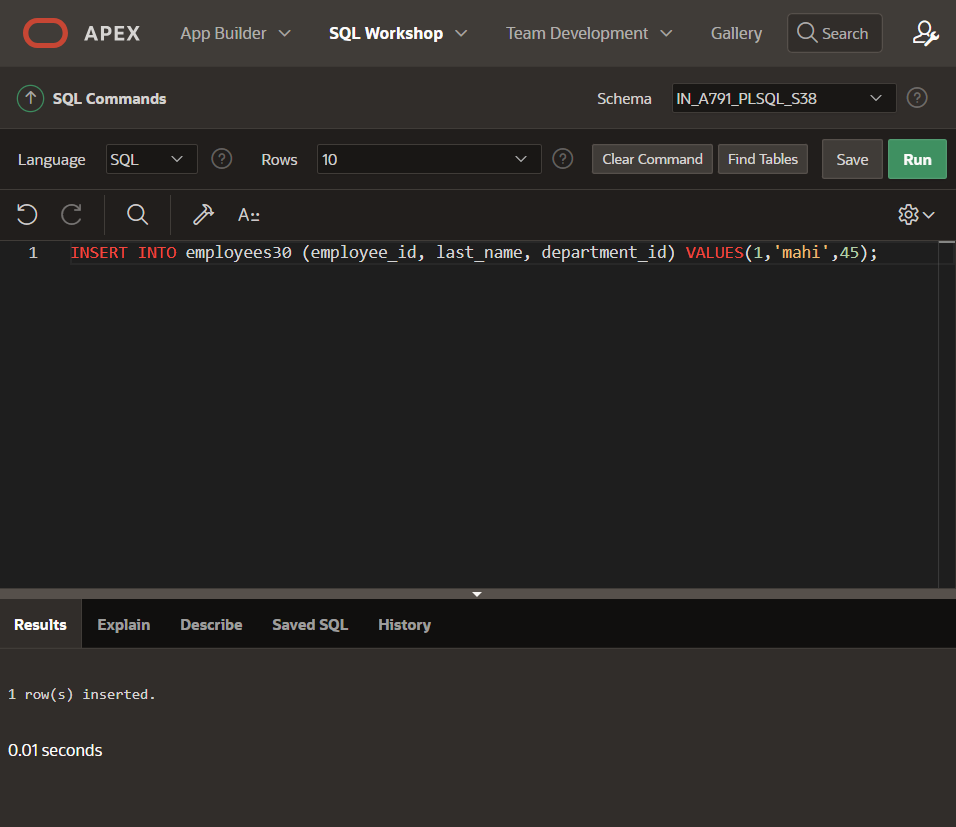 APEX App Builder SQL Workshop Team Development Gallery Search
SQL Commands Schema IN_A791_PLSQL_S38 ?
Language SQL ? Rows 10 ? Clear Command Find Tables Save Run
A::
1 INSERT INTO employees30 (employee_id, last_name, department_id) VALUES(1,'mahi',45);
Results Explain Describe Saved SQL History
1 row(s) inserted.
0.01 seconds